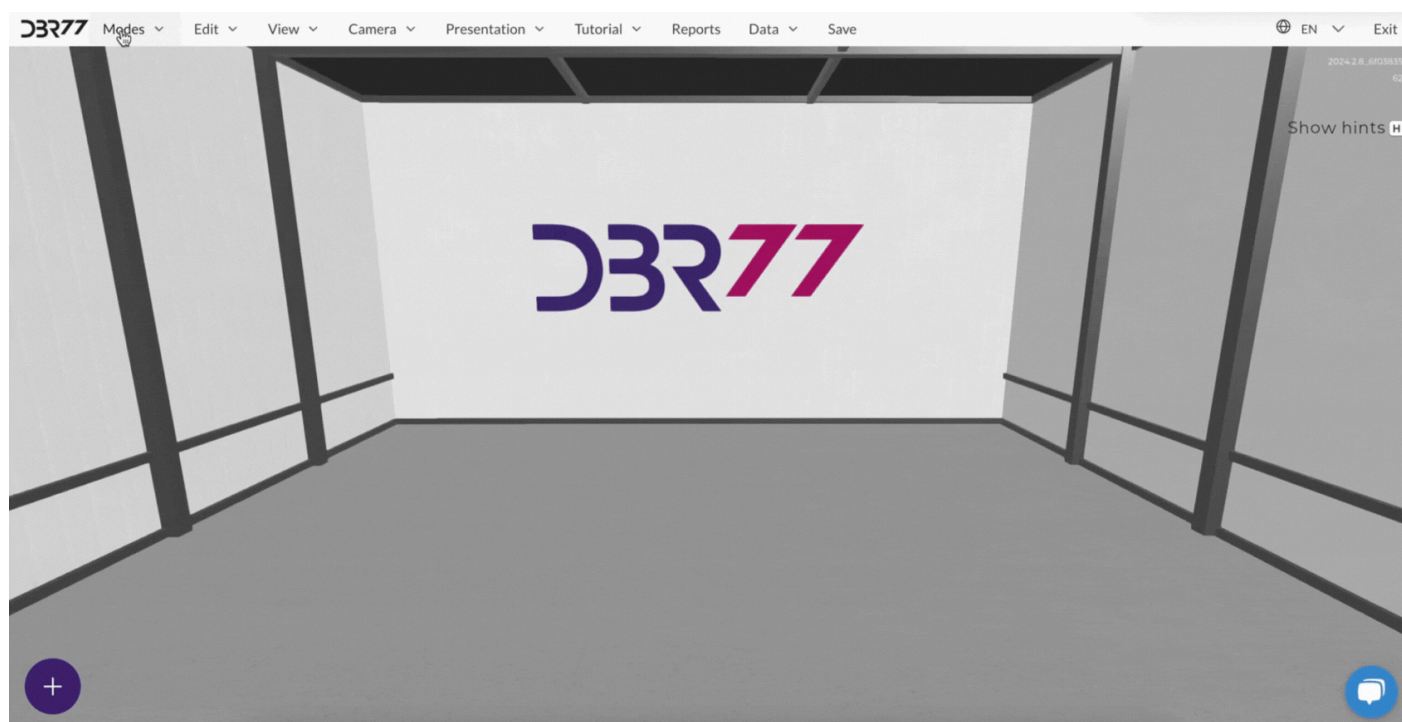 DBR77 Modes Edit View Camera Presentation Tutorial Reports Data Save EN Exit
Show hints H
DBR77